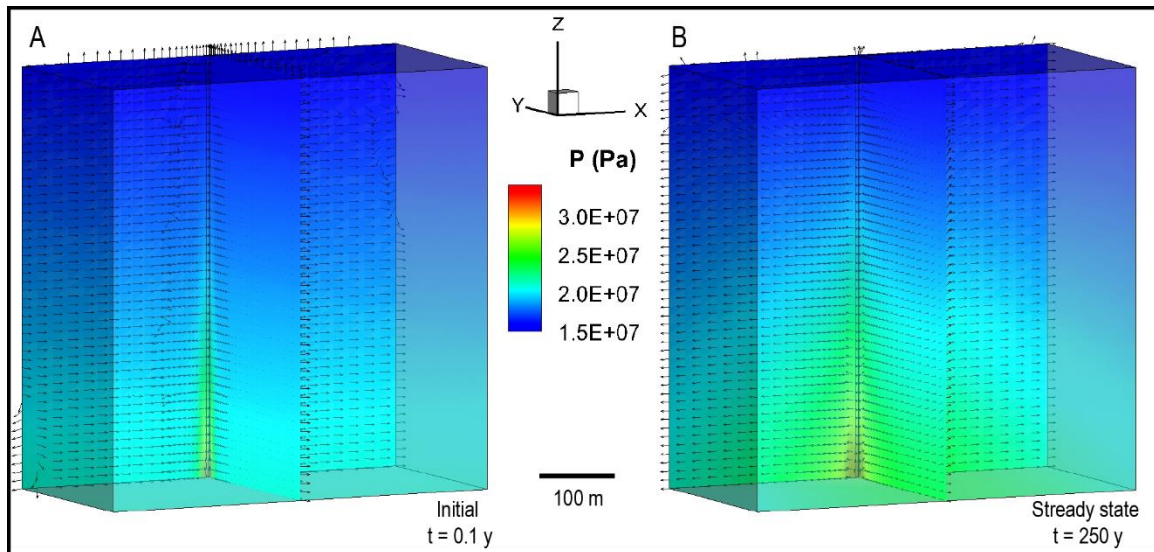 A
Z
Y
X
B
P (Pa)
3.0E+07
2.5E+07
2.0E+07
1.5E+07
100 m
Initial
t = 0.1 y
Stready state
t = 250 y